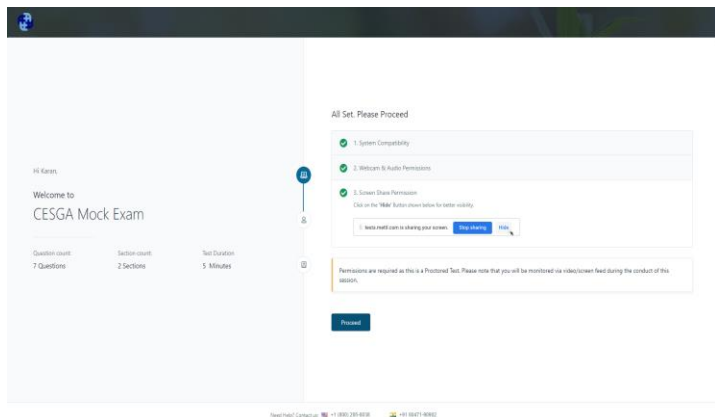 All Set. Please Proceed
1. System Compatibility
2. Webcam & Audio Permissions
3. Screen Share Permission
Click on the 'Hide' Button shown below for better visibility.
tests.mettl.com is sharing your screen. Stop sharing Hide
Hi Karan,
Welcome to
CESGA Mock Exam
Question count: Section count: Test Duration
7 Questions 2 Sections 5 Minutes
Permissions are required as this is a Proctored Test. Please note that you will be monitored via video/screen feed during the conduct of this
session.
Proceed
Need Help? Contact us